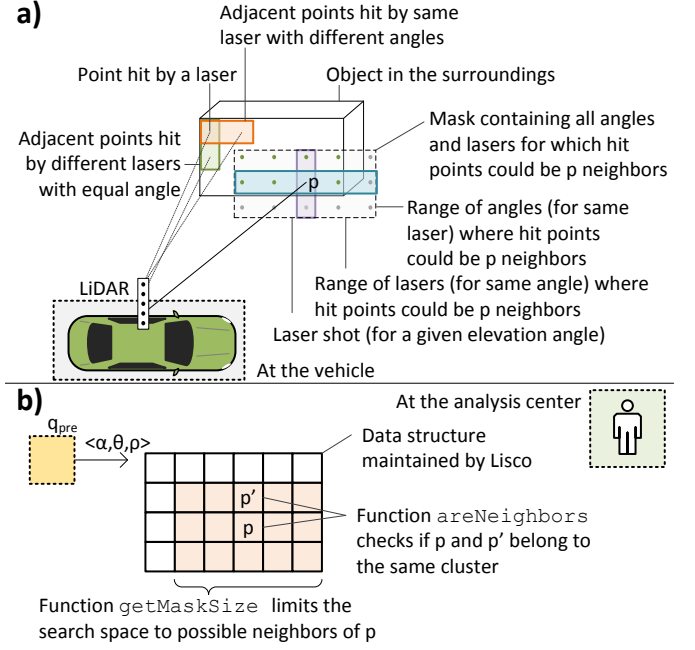 a)
Adjacent points hit by same
laser with different angles
Point hit by a laser
Object in the surroundings
Adjacent points hit
by different lasers
with equal angle
Mask containing all angles
and lasers for which hit
points could be p neighbors
p
Range of angles (for same
laser) where hit points
could be p neighbors
Range of lasers (for same angle) where
hit points could be p neighbors
Laser shot (for a given elevation angle)
LiDAR
At the vehicle
b)
At the analysis center
qpre
<α,θ,ρ>
Data structure
maintained by Lisco
p'
p
Function areNeighbors
checks if p and p' belong to
the same cluster
Function getMaskSize limits the
search space to possible neighbors of p